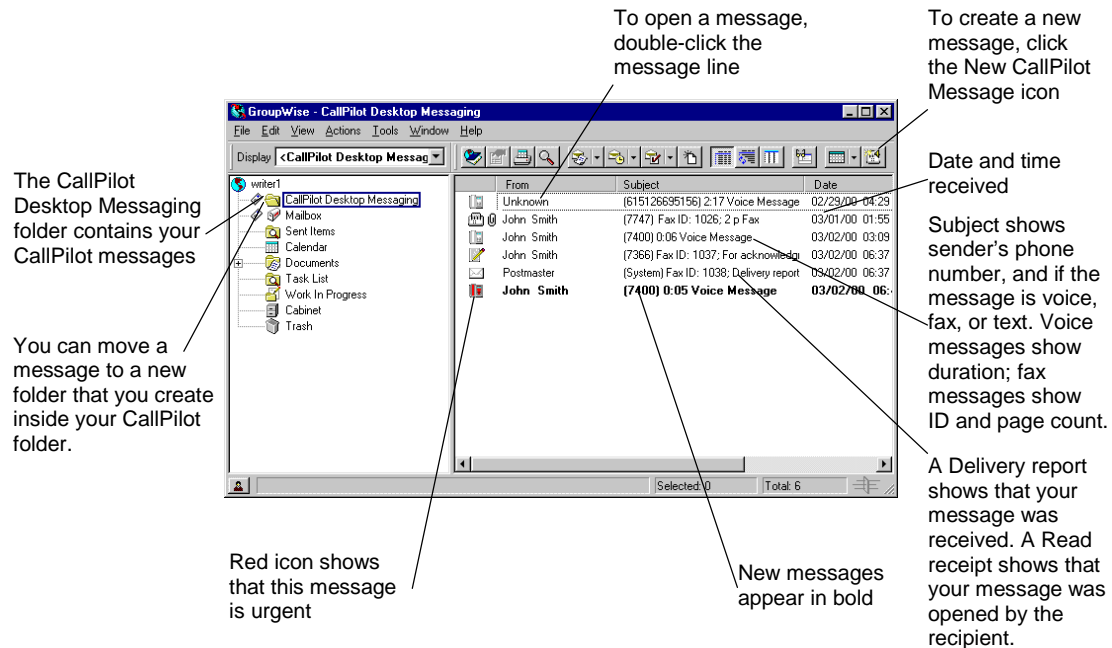 To open a message,
double-click the
message line
To create a new
message, click
the New CallPilot
Message icon
GroupWise - CallPilot Desktop Messaging
File Edit View Actions Tools Window Help
Display <CallPilot Desktop Messag
The CallPilot
Desktop Messaging
folder contains your
CallPilot messages
You can move a
message to a new
folder that you create
inside your CallPilot
folder.
writer1
CallPilot Desktop Messaging
Mailbox
Sent Items
Calendar
Documents
Task List
Work In Progress
Cabinet
Trash
From Subject Date
Unknown (615126695156) 2:17 Voice Message 02/29/00 04:29
John Smith (7747) Fax ID: 1026; 2 p Fax 03/01/00 01:55
John Smith (7400) 0:06 Voice Message 03/02/00 03:09
John Smith (7366) Fax ID: 1037; For acknowledg 03/02/00 06:37
Postmaster (System) Fax ID: 1038; Delivery report 03/02/00 06:37
John Smith (7400) 0:05 Voice Message 03/02/00 06:
Selected: 0 Total: 6
Date and time
received
Subject shows
sender's phone
number, and if the
message is voice,
fax, or text. Voice
messages show
duration; fax
messages show
ID and page count.
A Delivery report
shows that your
message was
received. A Read
receipt shows that
your message was
opened by the
recipient.
Red icon shows
that this message
is urgent
New messages
appear in bold